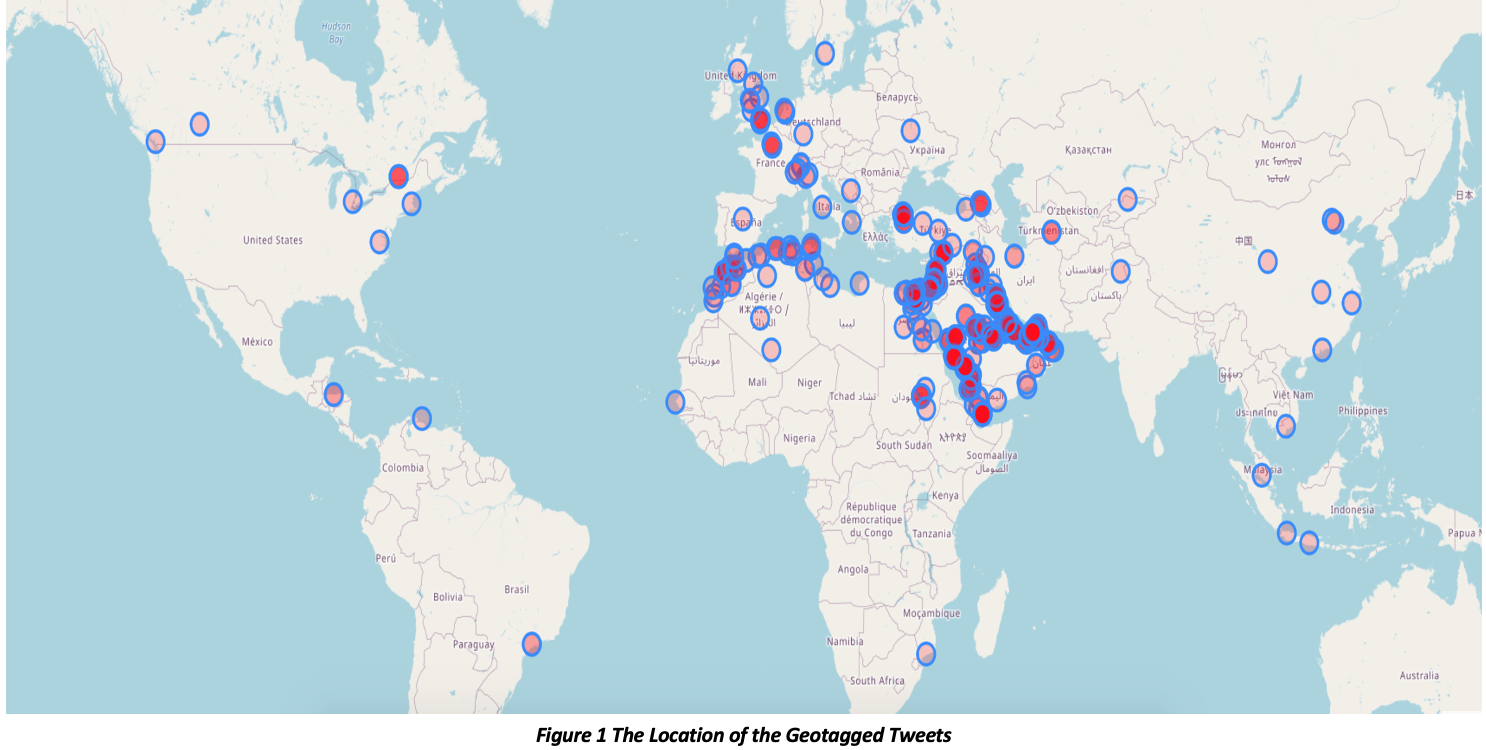 Hudson
Bay
United Kingdom
Беларусь
Deutschland
Україна
Қазақстан
Монгол
улс
日本
France
România
Italia
España
Ελλάς
Türkiye
O'zbekiston
Türkmenistan
中国
افغانستان
ایران
پاکستان
United States
Algérie /
ⵍⵣⵣⴰⵢⴻⵔ /
الجزائر
ليبيا
México
موريتانيا
Mali
Niger
Tchad تشاد
السودان
اليمن
عمان
Việt Nam
ประเทศไทย
Philippines
Nigeria
South Sudan
ኢትዮጵያ
Soomaaliya
الصومال
Colombia
Malaysia
Kenya
Indonesia
République
démocratique
du Congo
Tanzania
Papua N
Perú
Angola
Brasil
Bolivia
Moçambique
Paraguay
Namibia
South Africa
Australia
Figure 1 The Location of the Geotagged Tweets